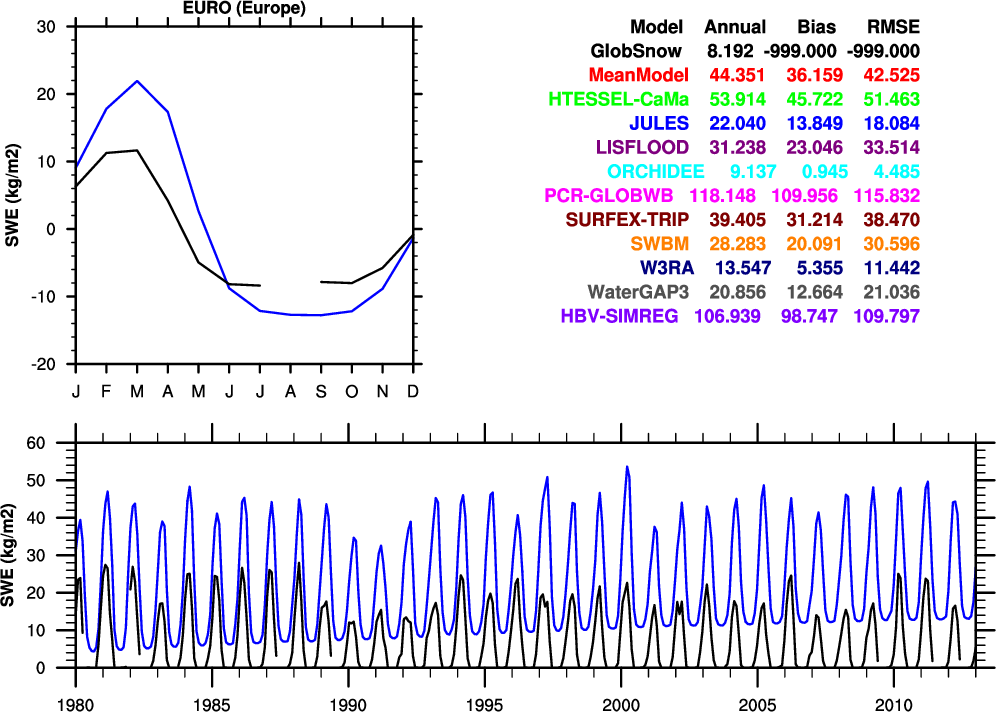 EURO (Europe)
30
20
10
0
-10
-20
SWE (kg/m2)
J F M A M J J A S O N D
Model Annual Bias RMSE
GlobSnow 8.192 -999.000 -999.000
MeanModel 44.351 36.159 42.525
HTESSEL-CaMa 53.914 45.722 51.463
JULES 22.040 13.849 18.084
LISFLOOD 31.238 23.046 33.514
ORCHIDEE 9.137 0.945 4.485
PCR-GLOBWB 118.148 109.956 115.832
SURFEX-TRIP 39.405 31.214 38.470
SWBM 28.283 20.091 30.596
W3RA 13.547 5.355 11.442
WaterGAP3 20.856 12.664 21.036
HBV-SIMREG 106.939 98.747 109.797
60
50
40
30
20
10
0
SWE (kg/m2)
1980 1985 1990 1995 2000 2005 2010